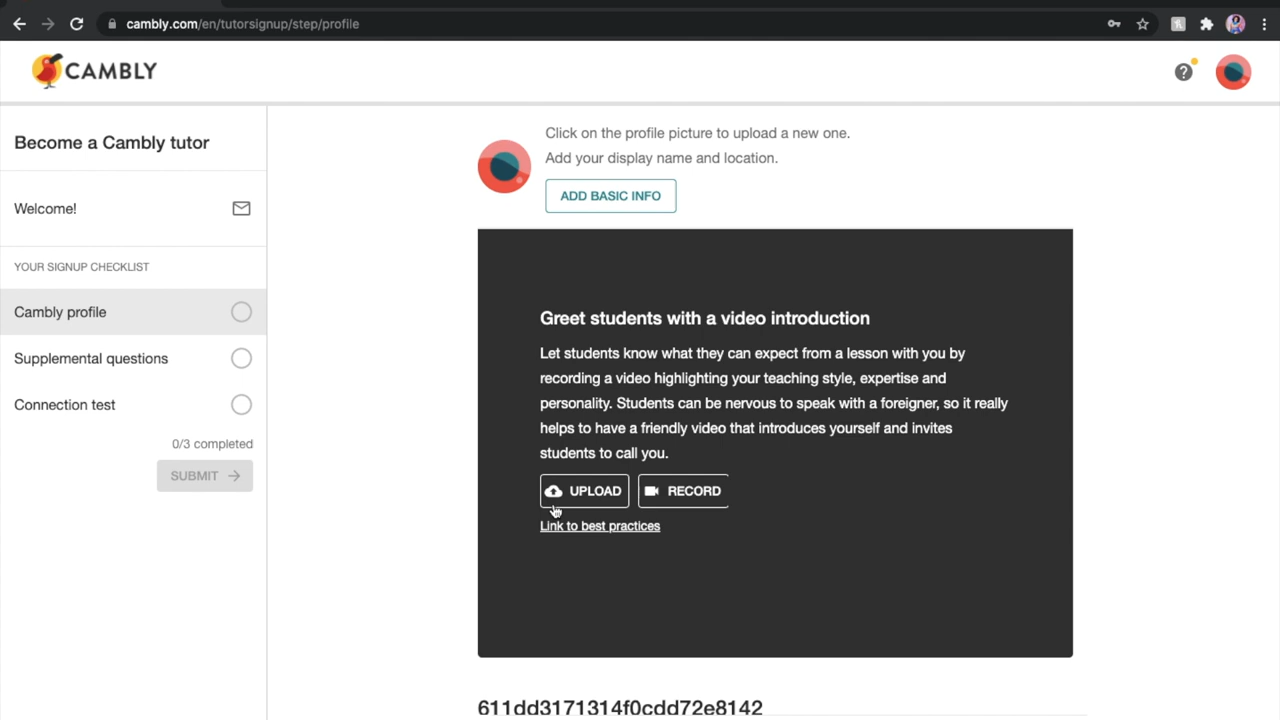 cambly.com/en/tutorsignup/step/profile
CAMBLY
Become a Cambly tutor
Welcome!
YOUR SIGNUP CHECKLIST
Cambly profile
Supplemental questions
Connection test
0/3 completed
SUBMIT
Click on the profile picture to upload a new one.
Add your display name and location.
ADD BASIC INFO
Greet students with a video introduction
Let students know what they can expect from a lesson with you by
recording a video highlighting your teaching style, expertise and
personality. Students can be nervous to speak with a foreigner, so it really
helps to have a friendly video that introduces yourself and invites
students to call you.
UPLOAD RECORD
Link to best practices
611dd3171314f0cdd72e8142